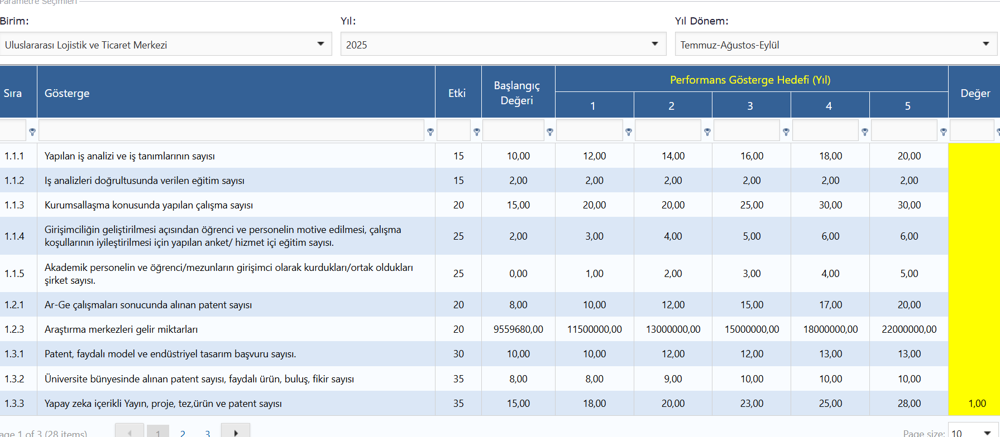 Parametre Seçimleri
Birim: Yıl: Yıl Dönem:
Uluslararası Lojistik ve Ticaret Merkezi 2025 Temmuz-Ağustos-Eylül
Sıra Gösterge Etki Başlangıç Değeri Performans Gösterge Hedefi (Yıl) Değer
1 2 3 4 5
1.1.1 Yapılan iş analizi ve iş tanımlarının sayısı 15 10,00 12,00 14,00 16,00 18,00 20,00
1.1.2 Iş analizleri doğrultusunda verilen eğitim sayısı 15 2,00 2,00 2,00 2,00 2,00 2,00
1.1.3 Kurumsallaşma konusunda yapılan çalışma sayısı 20 15,00 20,00 20,00 25,00 30,00 30,00
1.1.4 Girişimciliğin geliştirilmesi açısından öğrenci ve personelin motive edilmesi, çalışma
koşullarının iyileştirilmesi için yapılan anket/ hizmet içi eğitim sayısı. 25 2,00 3,00 4,00 5,00 6,00 6,00
1.1.5 Akademik personelin ve öğrenci/mezunların girişimci olarak kurdukları/ortak oldukları
şirket sayısı. 25 0,00 1,00 2,00 3,00 4,00 5,00
1.2.1 Ar-Ge çalışmaları sonucunda alınan patent sayısı 20 8,00 10,00 12,00 15,00 17,00 20,00
1.2.3 Araştırma merkezleri gelir miktarları 20 9559680,00 11500000,00 13000000,00 15000000,00 18000000,00 22000000,00
1.3.1 Patent, faydalı model ve endüstriyel tasarım başvuru sayısı. 30 10,00 10,00 12,00 12,00 13,00 13,00
1.3.2 Üniversite bünyesinde alınan patent sayısı, faydalı ürün, buluş, fikir sayısı 35 8,00 8,00 9,00 10,00 10,00 10,00
1.3.3 Yapay zeka içerikli Yayın, proje, tez,ürün ve patent sayısı 35 15,00 18,00 20,00 23,00 25,00 28,00 1,00
age 1 of 3 (28 items) 1 2 3 Page size: 10